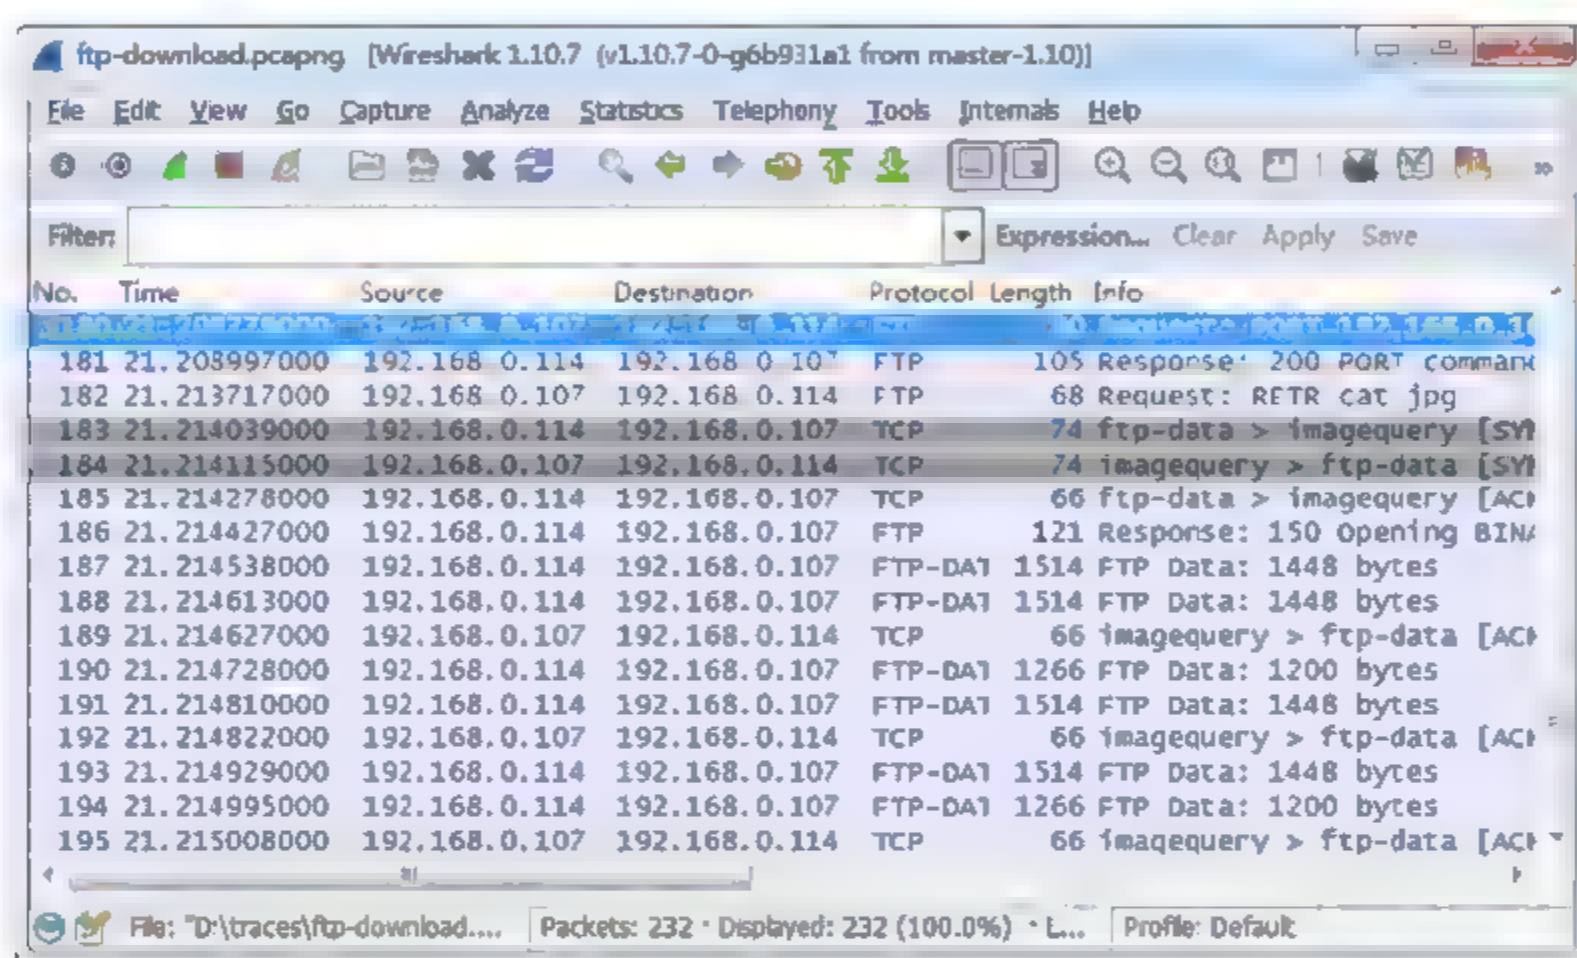 ftp-download.pcapng [Wireshark 1.10.7 (v1.10.7-0-g6b931a1 from master-1.10)]
File Edit View Go Capture Analyze Statistics Telephony Tools Internals Help
Filter: Expression... Clear Apply Save
No. Time Source Destination Protocol Length Info
192.168.0.1
181 21.208997000 192.168.0.114 192.168.0.107 FTP 105 Response: 200 PORT comman
182 21.213717000 192.168.0.107 192.168.0.114 FTP 68 Request: RETR cat.jpg
183 21.214039000 192.168.0.114 192.168.0.107 TCP 74 ftp-data > imagequery [SYN
184 21.214115000 192.168.0.107 192.168.0.114 TCP 74 imagequery > ftp-data [SYN
185 21.214278000 192.168.0.114 192.168.0.107 TCP 66 ftp-data > imagequery [ACK
186 21.214427000 192.168.0.114 192.168.0.107 FTP 121 Response: 150 Opening BINA
187 21.214538000 192.168.0.114 192.168.0.107 FTP-DAT 1514 FTP Data: 1448 bytes
188 21.214613000 192.168.0.114 192.168.0.107 FTP-DAT 1514 FTP Data: 1448 bytes
189 21.214627000 192.168.0.107 192.168.0.114 TCP 66 imagequery > ftp-data [ACK
190 21.214728000 192.168.0.114 192.168.0.107 FTP-DAT 1266 FTP Data: 1200 bytes
191 21.214810000 192.168.0.114 192.168.0.107 FTP-DAT 1514 FTP Data: 1448 bytes
192 21.214822000 192.168.0.107 192.168.0.114 TCP 66 imagequery > ftp-data [ACK
193 21.214929000 192.168.0.114 192.168.0.107 FTP-DAT 1514 FTP Data: 1448 bytes
194 21.214995000 192.168.0.114 192.168.0.107 FTP-DAT 1266 FTP Data: 1200 bytes
195 21.215008000 192.168.0.107 192.168.0.114 TCP 66 imagequery > ftp-data [ACK
File: "D:\traces\ftp-download.... Packets: 232 · Displayed: 232 (100.0%) · L... Profile: Default